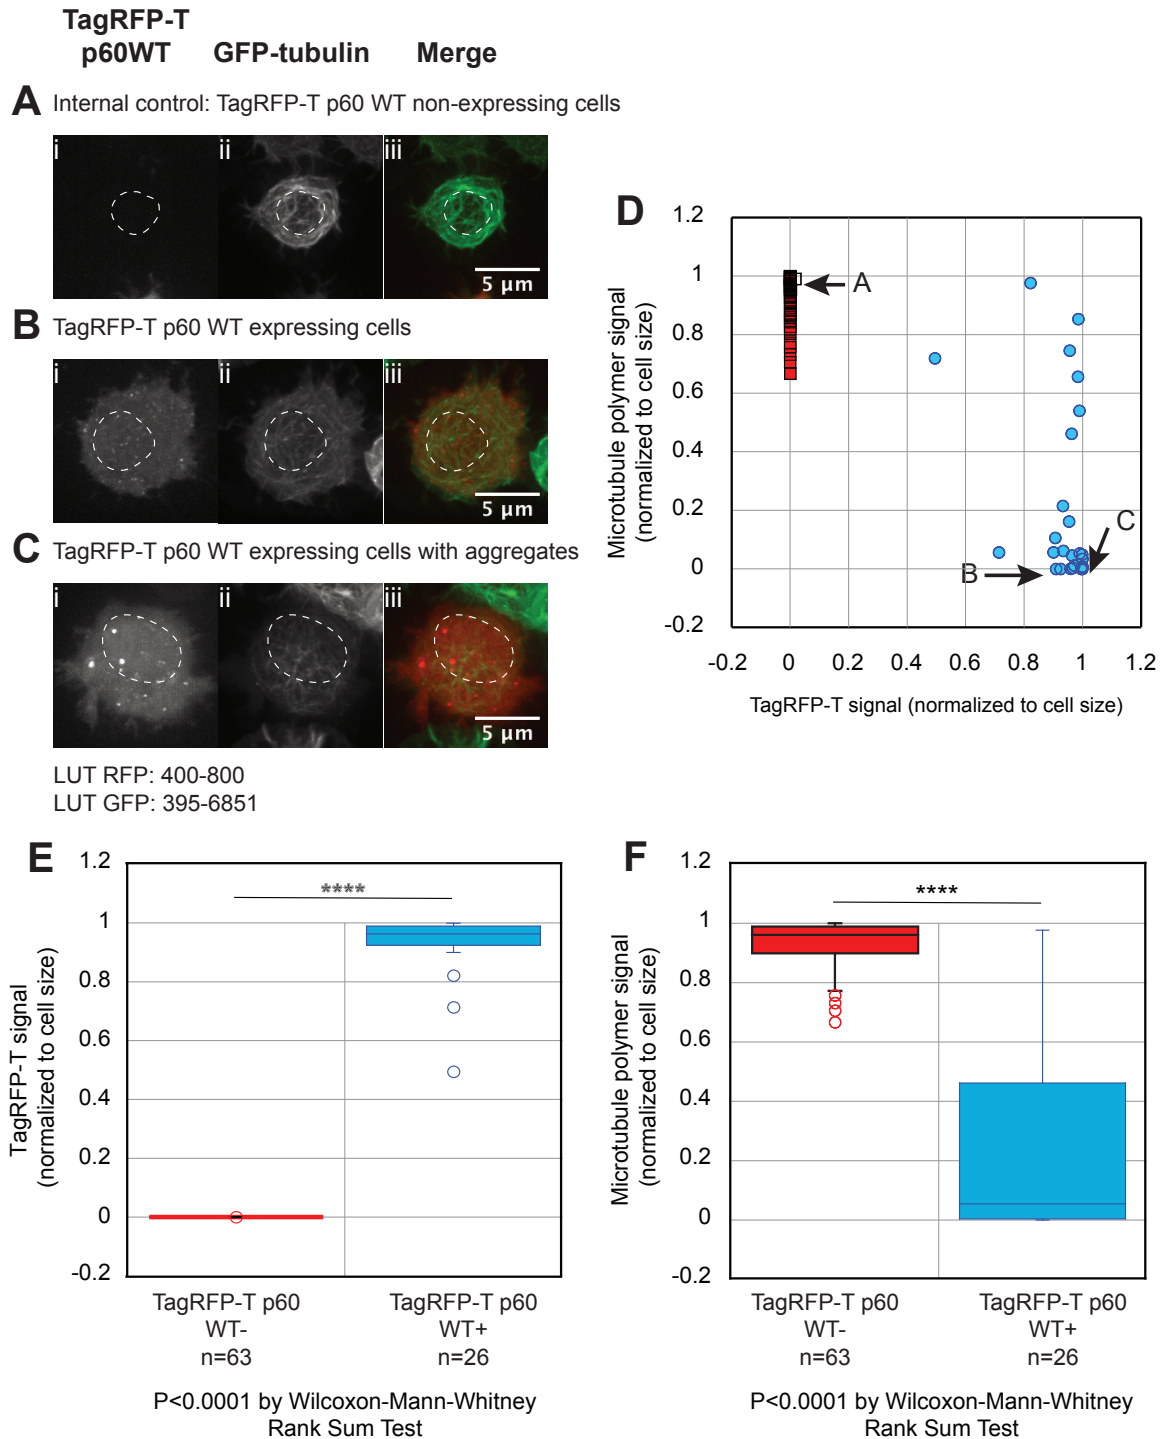 TagRFP-T
p60WT GFP-tubulin Merge
A Internal control: TagRFP-T p60 WT non-expressing cells
i ii iii
5 µm
B TagRFP-T p60 WT expressing cells
i ii iii
5 µm
C TagRFP-T p60 WT expressing cells with aggregates
i ii iii
5 µm
LUT RFP: 400-800
LUT GFP: 395-6851
D
Microtubule polymer signal
(normalized to cell size)
1.2
1
0.8
0.6
0.4
0.2
0
-0.2
A
B
C
-0.2 0 0.2 0.4 0.6 0.8 1 1.2
TagRFP-T signal (normalized to cell size)
E
TagRFP-T signal
(normalized to cell size)
1.2
1
0.8
0.6
0.4
0.2
0
-0.2
****
TagRFP-T p60 TagRFP-T p60
WT- WT+
n=63 n=26
P<0.0001 by Wilcoxon-Mann-Whitney
Rank Sum Test
F
Microtubule polymer signal
(normalized to cell size)
1.2
1
0.8
0.6
0.4
0.2
0
-0.2
****
TagRFP-T p60 TagRFP-T p60
WT- WT+
n=63 n=26
P<0.0001 by Wilcoxon-Mann-Whitney
Rank Sum Test